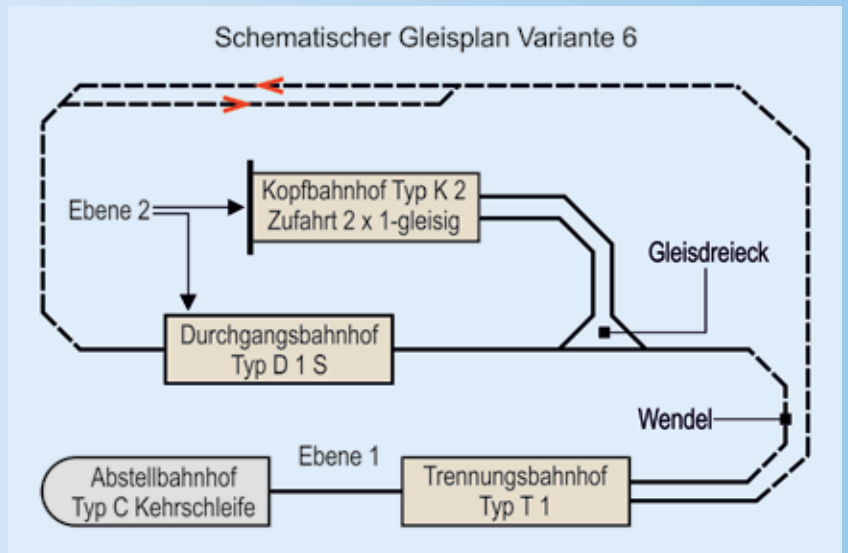 Schematischer Gleisplan Variante 6
Kopfbahnhof Typ K 2
Zufahrt 2 x 1-gleisig
Ebene 2
Gleisdreieck
Durchgangsbahnhof
Typ D 1 S
Wendel
Ebene 1
Abstellbahnhof
Typ C Kehrschleife
Trennungsbahnhof
Typ T 1